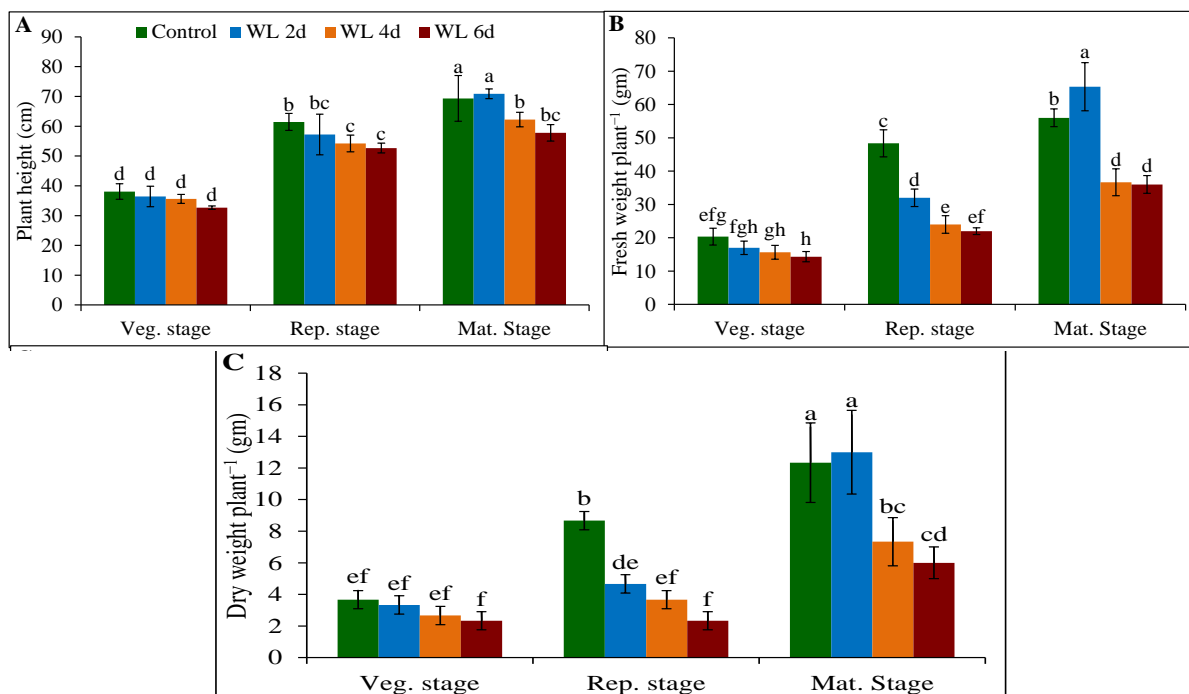 A
Control WL 2d WL 4d WL 6d
Plant height (cm)
100
90
80
70
60
50
40
30
20
10
0
d d d d
b bc c c
a a b bc
Veg. stage Rep. stage Mat. Stage
B
Fresh weight plant⁻¹ (gm)
80
70
60
50
40
30
20
10
0
efg fgh gh h
c d e ef
b a d d
Veg. stage Rep. stage Mat. Stage
C
Dry weight plant⁻¹ (gm)
18
16
14
12
10
8
6
4
2
0
ef ef ef f
b de ef f
a a bc cd
Veg. stage Rep. stage Mat. Stage